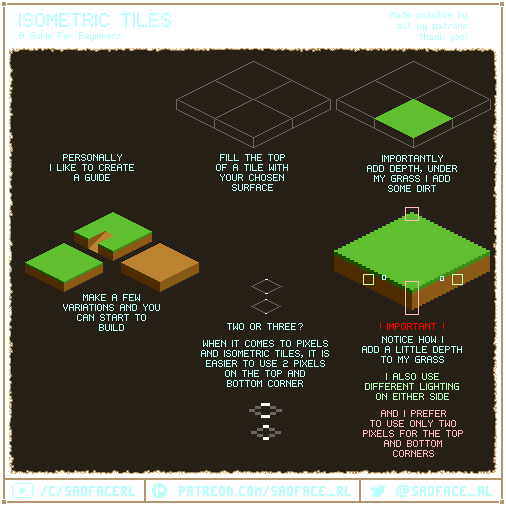 ISOMETRIC TILES
A Guide For Beginners
Made possible by
all my patrons
thank you!
PERSONALLY
I LIKE TO CREATE
A GUIDE
FILL THE TOP
OF A TILE WITH
YOUR CHOSEN
SURFACE
IMPORTANTLY
ADD DEPTH, UNDER
MY GRASS I ADD
SOME DIRT
MAKE A FEW
VARIATIONS AND YOU
CAN START TO
BUILD
TWO OR THREE?
WHEN IT COMES TO PIXELS
AND ISOMETRIC TILES, IT IS
EASIER TO USE 2 PIXELS
ON THE TOP AND
BOTTOM CORNER
! IMPORTANT !
NOTICE HOW I
ADD A LITTLE DEPTH
TO MY GRASS
I ALSO USE
DIFFERENT LIGHTING
ON EITHER SIDE
AND I PREFER
TO USE ONLY TWO
PIXELS FOR THE TOP
AND BOTTOM
CORNERS
/C/SADFACERL
PATREON.COM/SADFACE_RL
@SADFACE_RL